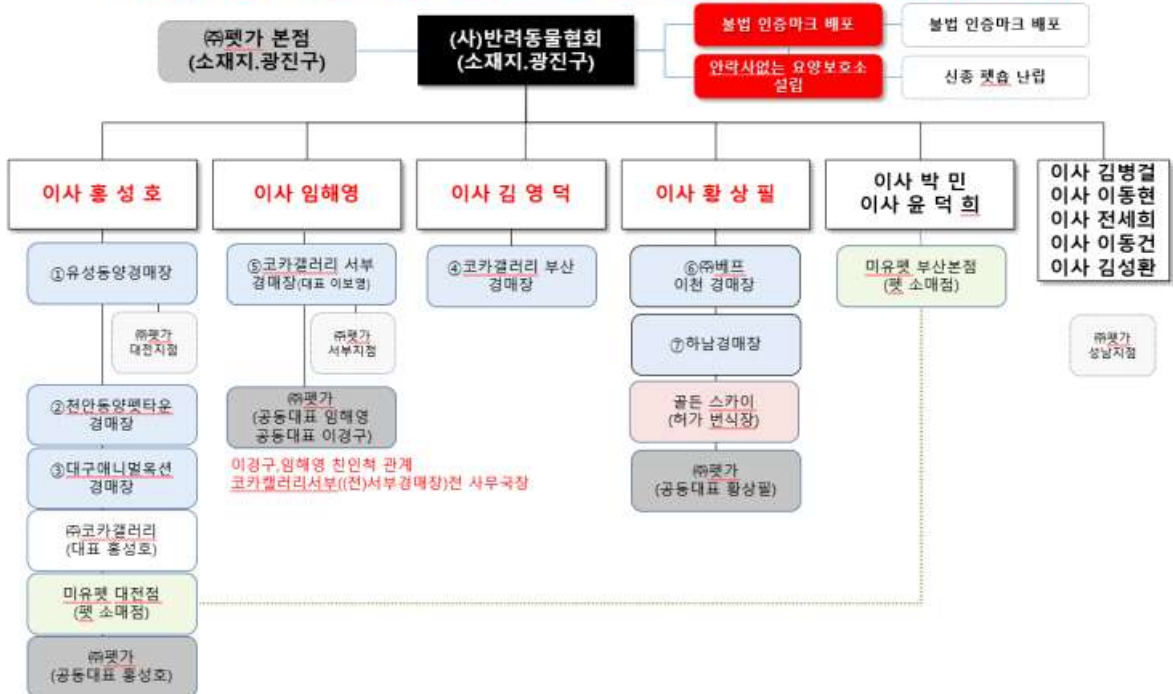 ㈜펫가 본점
(소재지.광진구)
(사)반려동물협회
(소재지.광진구)
불법 인증마크 배포
불법 인증마크 배포
안락사없는 요양보호소
설립
신종 펫숍 난립
이사 홍 성 호
이사 임해영
이사 김 영 덕
이사 황 상 필
이사 박 민
이사 윤 덕 희
이사 김병걸
이사 이동현
이사 전세희
이사 이동건
이사 김성환
①유성동양경매장
㈜펫가
대전지점
②천안동양펫타운
경매장
③대구애니멀옥션
경매장
㈜코카갤러리
(대표 홍성호)
미유펫 대전점
(펫 소매점)
㈜펫가
(공동대표 홍성호)
⑤코카갤러리 서부
경매장(대표 이보영)
㈜펫가
서부지점
㈜펫가
(공동대표 임해영
공동대표 이경구)
이경구,임해영 친인척 관계
코카갤러리서부((전)서부경매장)전 사무국장
④코카갤러리 부산
경매장
⑥㈜베프
이천 경매장
⑦하남경매장
골든 스카이
(허가 번식장)
㈜펫가
(공동대표 황상필)
미유펫 부산본점
(펫 소매점)
㈜펫가
성남지점